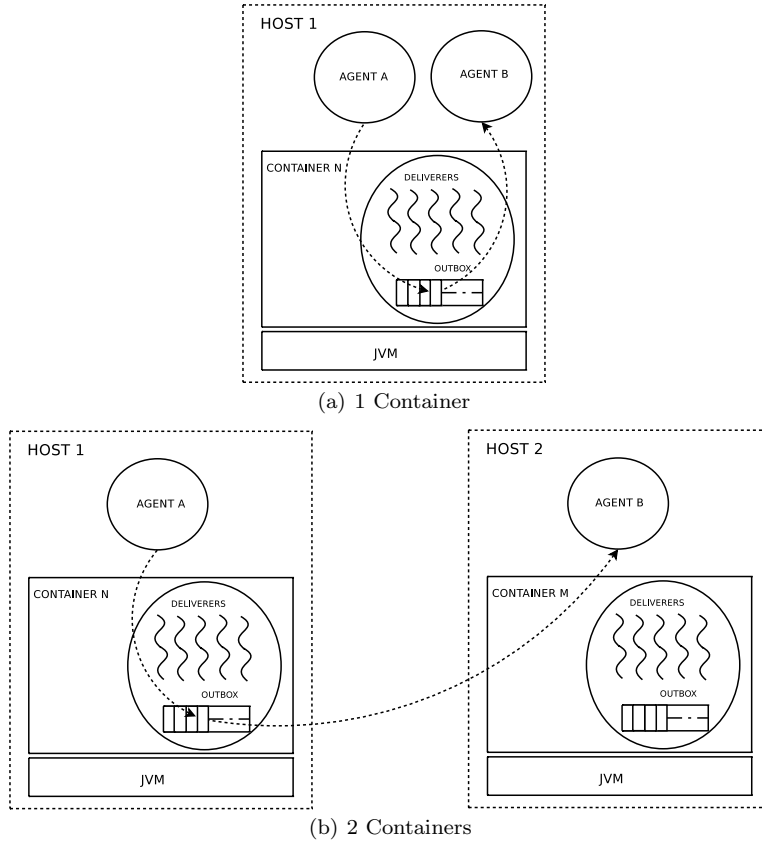 HOST 1
AGENT A
AGENT B
CONTAINER N
DELIVERERS
OUTBOX
JVM
(a) 1 Container
HOST 1
AGENT A
CONTAINER N
DELIVERERS
OUTBOX
JVM
HOST 2
AGENT B
CONTAINER M
DELIVERERS
OUTBOX
JVM
(b) 2 Containers